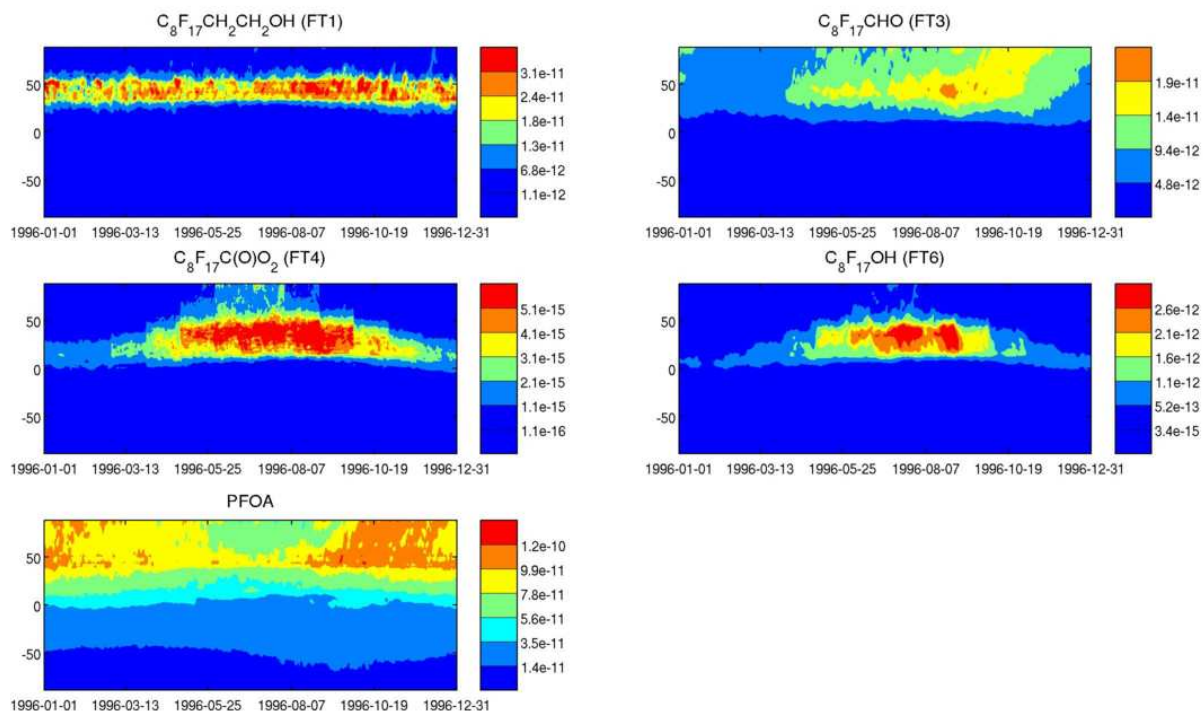 C8F17CH2CH2OH (FT1)
50
0
-50
3.1e-11
2.4e-11
1.8e-11
1.3e-11
6.8e-12
1.1e-12
1996-01-01 1996-03-13 1996-05-25 1996-08-07 1996-10-19 1996-12-31
C8F17CHO (FT3)
50
0
-50
1.9e-11
1.4e-11
9.4e-12
4.8e-12
1996-01-01 1996-03-13 1996-05-25 1996-08-07 1996-10-19 1996-12-31
C8F17C(O)O2 (FT4)
50
0
-50
5.1e-15
4.1e-15
3.1e-15
2.1e-15
1.1e-15
1.1e-16
1996-01-01 1996-03-13 1996-05-25 1996-08-07 1996-10-19 1996-12-31
C8F17OH (FT6)
50
0
-50
2.6e-12
2.1e-12
1.6e-12
1.1e-12
5.2e-13
3.4e-15
1996-01-01 1996-03-13 1996-05-25 1996-08-07 1996-10-19 1996-12-31
PFOA
50
0
-50
1.2e-10
9.9e-11
7.8e-11
5.6e-11
3.5e-11
1.4e-11
1996-01-01 1996-03-13 1996-05-25 1996-08-07 1996-10-19 1996-12-31